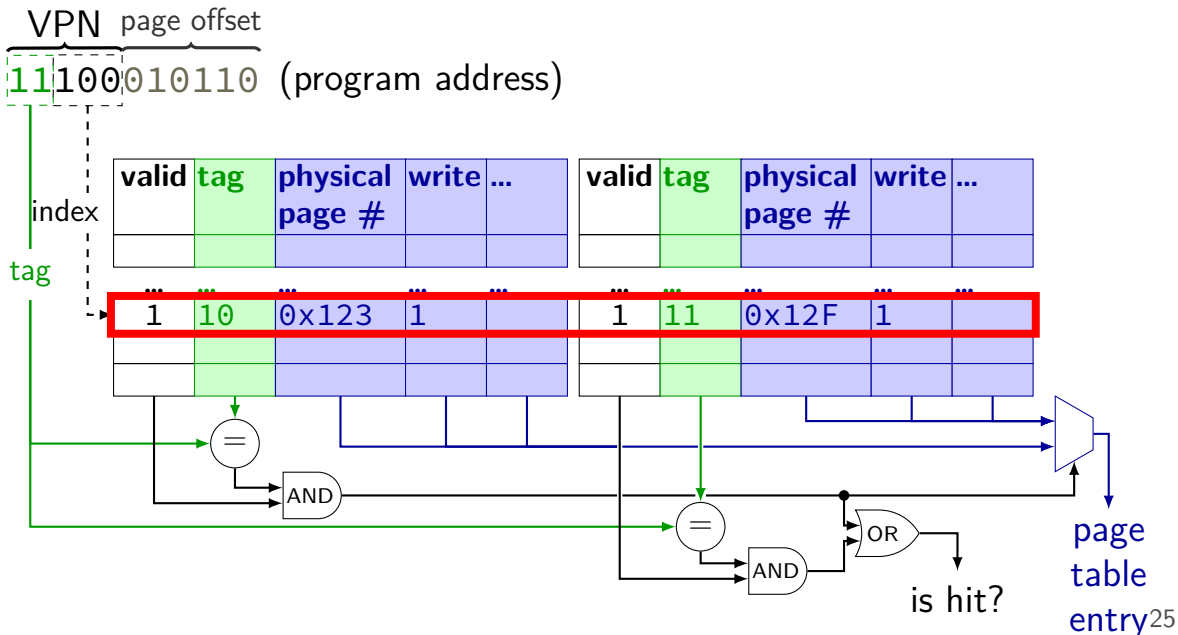 VPN page offset
11100010110 (program address)
valid tag physical page # write ... valid tag physical page # write ...
index
tag
... ... ... ... ... ... ... ... ... ...
1 10 0x123 1 1 11 0x12F 1
=
AND
=
AND
OR
is hit?
page
table
entry
25